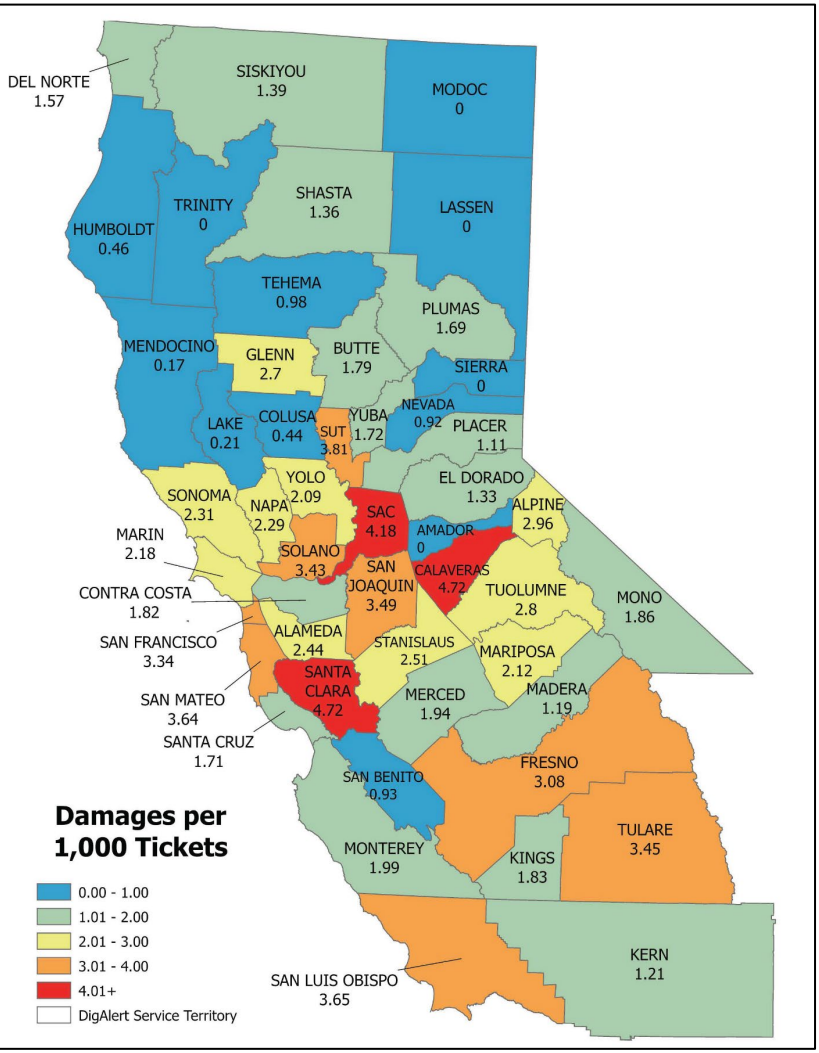 DEL NORTE
1.57
SISKIYOU
1.39
MODOC
0
HUMBOLDT
0.46
TRINITY
0
SHASTA
1.36
LASSEN
0
TEHEMA
0.98
PLUMAS
1.69
MENDOCINO
0.17
GLENN
2.7
BUTTE
1.79
SIERRA
0
LAKE
0.21
COLUSA
0.44
SUT
3.81
YUBA
1.72
NEVADA
0.92
PLACER
1.11
EL DORADO
1.33
SONOMA
2.31
NAPA
2.29
YOLO
2.09
SAC
4.18
ALPINE
2.96
AMADOR
0
MARIN
2.18
SOLANO
3.43
SAN
JOAQUIN
3.49
CALAVERAS
4.72
TUOLUMNE
2.8
MONO
1.86
CONTRA COSTA
1.82
SAN FRANCISCO
3.34
ALAMEDA
2.44
STANISLAUS
2.51
MARIPOSA
2.12
SAN MATEO
3.64
SANTA
CLARA
4.72
MERCED
1.94
MADERA
1.19
SANTA CRUZ
1.71
SAN BENITO
0.93
FRESNO
3.08
MONTEREY
1.99
KINGS
1.83
TULARE
3.45
SAN LUIS OBISPO
3.65
KERN
1.21
Damages per
1,000 Tickets
0.00 - 1.00
1.01 - 2.00
2.01 - 3.00
3.01 - 4.00
4.01+
DigAlert Service Territory